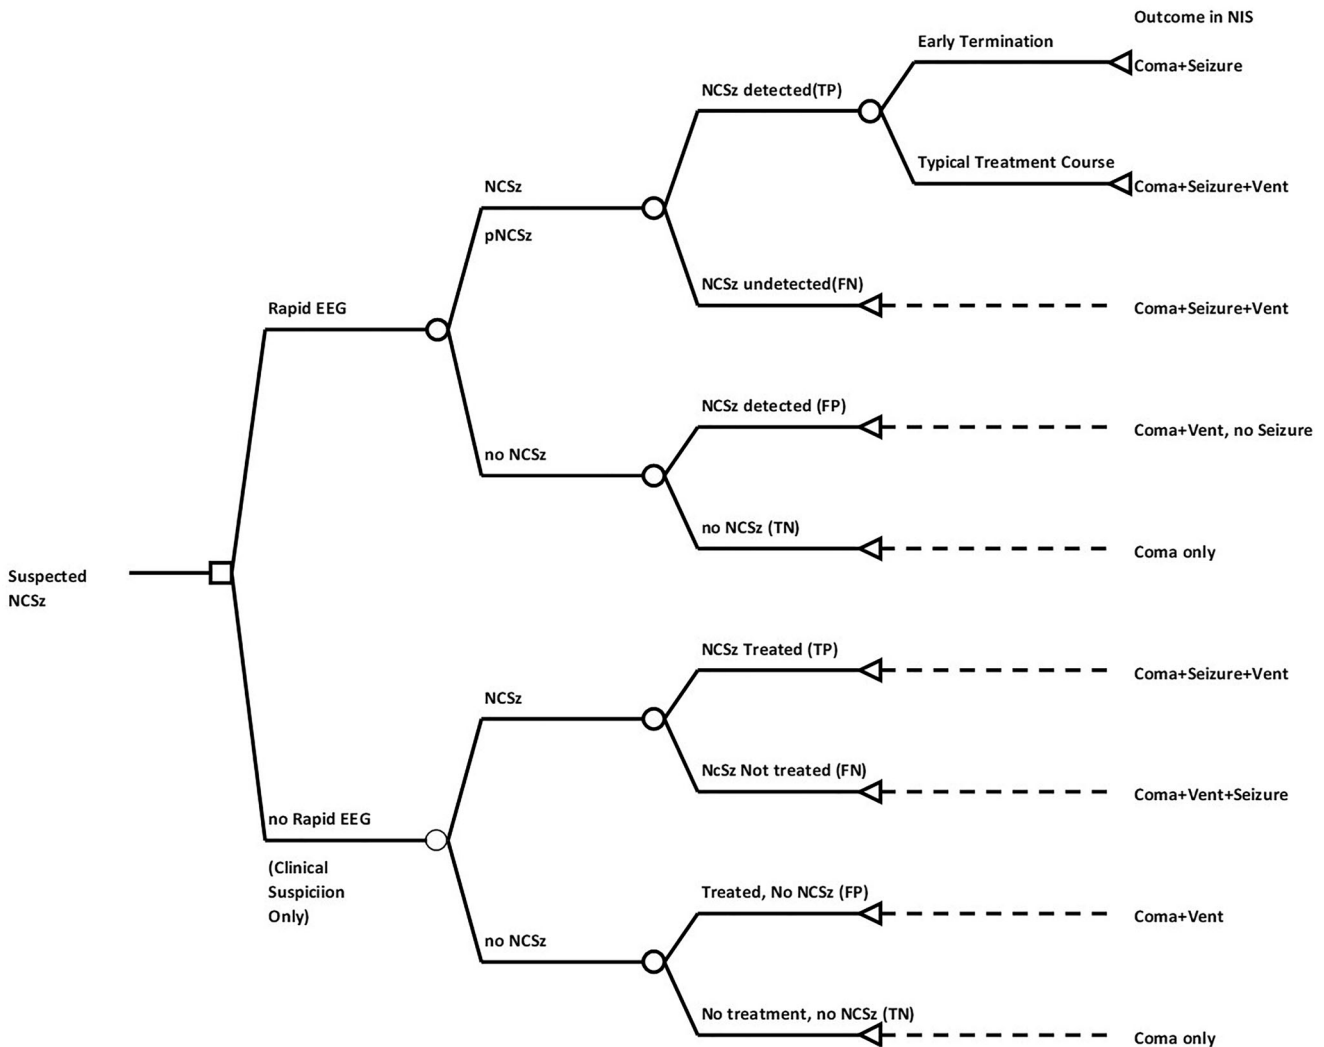 Outcome in NIS
Early Termination
Coma+Seizure
NCSz detected(TP)
Typical Treatment Course
Coma+Seizure+Vent
NCSz
pNCSz
NCSz undetected(FN)
Coma+Seizure+Vent
Rapid EEG
NCSz detected (FP)
Coma+Vent, no Seizure
no NCSz
no NCSz (TN)
Coma only
Suspected
NCSz
NCSz Treated (TP)
Coma+Seizure+Vent
NCSz
NcSz Not treated (FN)
Coma+Vent+Seizure
no Rapid EEG
(Clinical
Suspiciion
Only)
Treated, No NCSz (FP)
Coma+Vent
no NCSz
No treatment, no NCSz (TN)
Coma only